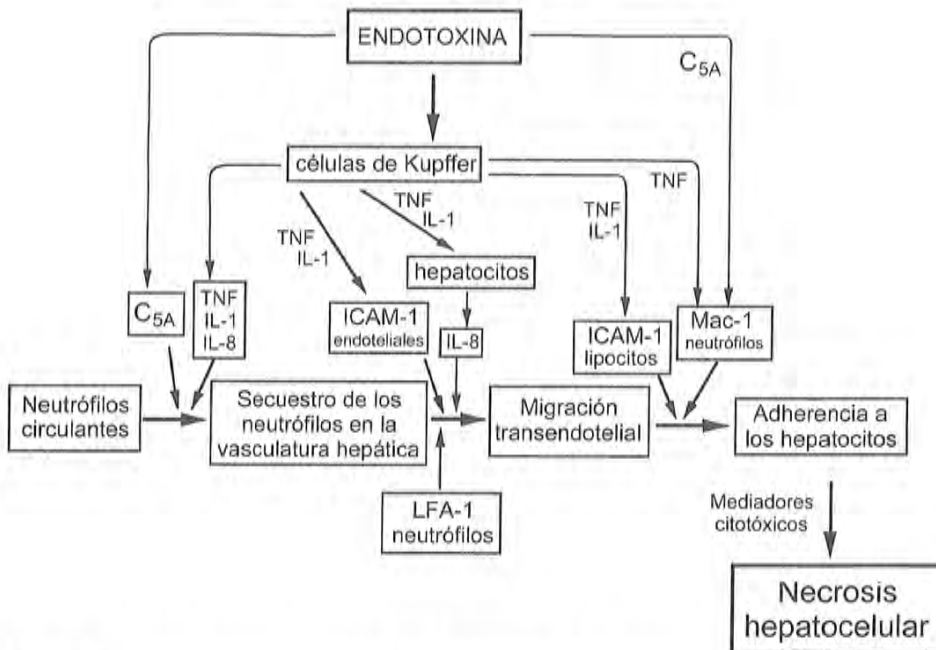 ENDOTOXINA
C5A
células de Kupffer
TNF
TNF
IL-1
TNF
IL-1
TNF
IL-1
hepatocitos
C5A
TNF
IL-1
IL-8
ICAM-1
endoteliales
IL-8
ICAM-1
lipocitos
Mac-1
neutrófilos
Neutrófilos
circulantes
Secuestro de los
neutrófilos en la
vasculatura hepática
Migración
transendotelial
Adherencia a
los hepatocitos
LFA-1
neutrófilos
Mediadores
citotóxicos
Necrosis
hepatocelular